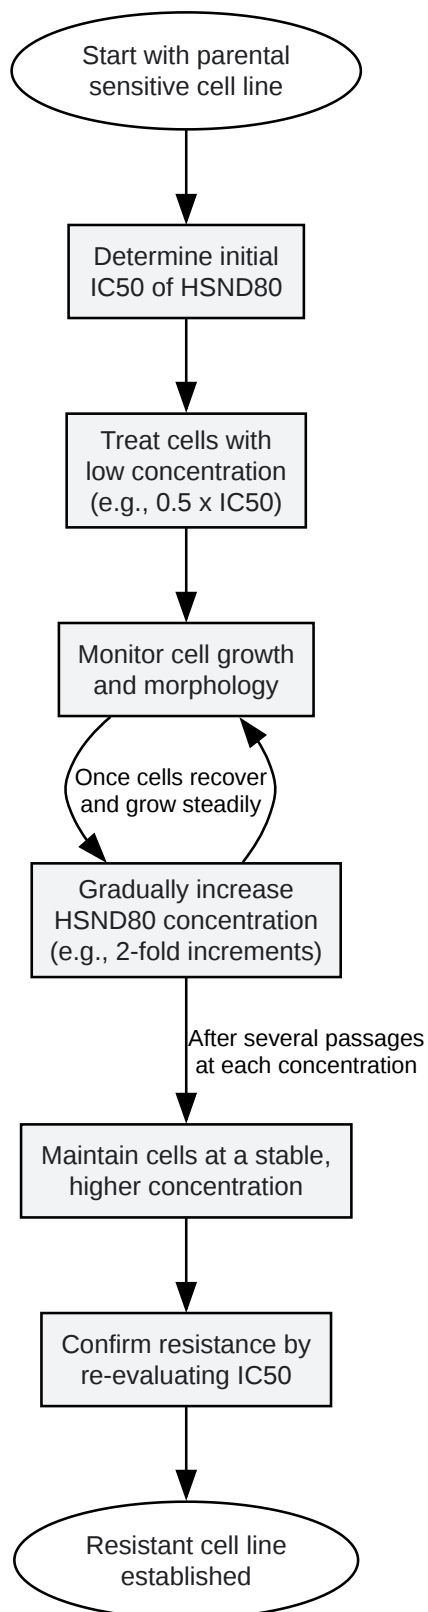 Start with parental
sensitive cell line
Determine initial
IC50 of HSND80
Treat cells with
low concentration
(e.g., 0.5 x IC50)
Monitor cell growth
and morphology
Once cells recover
and grow steadily
Gradually increase
HSND80 concentration
(e.g., 2-fold increments)
After several passages
at each concentration
Maintain cells at a stable,
higher concentration
Confirm resistance by
re-evaluating IC50
Resistant cell line
established